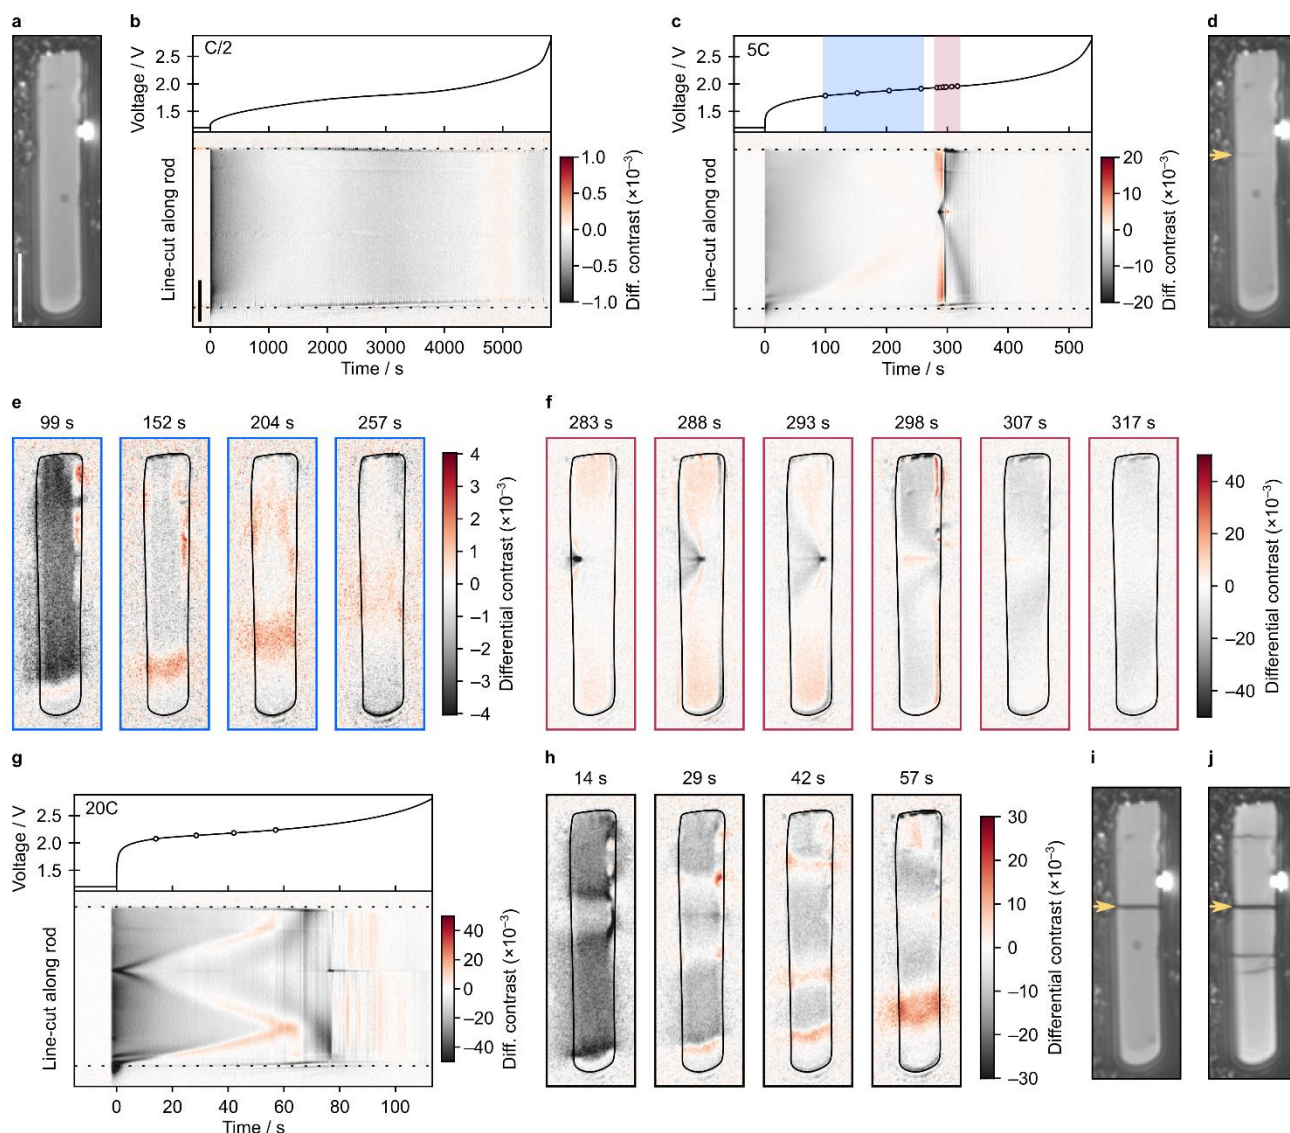 a
b
c
d
C/2
Voltage / V
2.5
2.0
1.5
Line-cut along rod
0
1000
2000
3000
4000
5000
Time / s
1.0
0.5
0.0
−0.5
−1.0
Diff. contrast (×10⁻³)
5C
Voltage / V
2.5
2.0
1.5
Line-cut along rod
0
100
200
300
400
500
Time / s
20
10
0
−10
−20
Diff. contrast (×10⁻³)
e
99 s
152 s
204 s
257 s
4
3
2
1
0
−1
−2
−3
−4
Differential contrast (×10⁻³)
f
283 s
288 s
293 s
298 s
307 s
317 s
40
20
0
−20
−40
Differential contrast (×10⁻³)
g
20C
Voltage / V
2.5
2.0
1.5
Line-cut along rod
0
20
40
60
80
100
Time / s
40
20
0
−20
−40
Diff. contrast (×10⁻³)
h
14 s
29 s
42 s
57 s
30
20
10
0
−10
−20
−30
Differential contrast (×10⁻³)
i
j